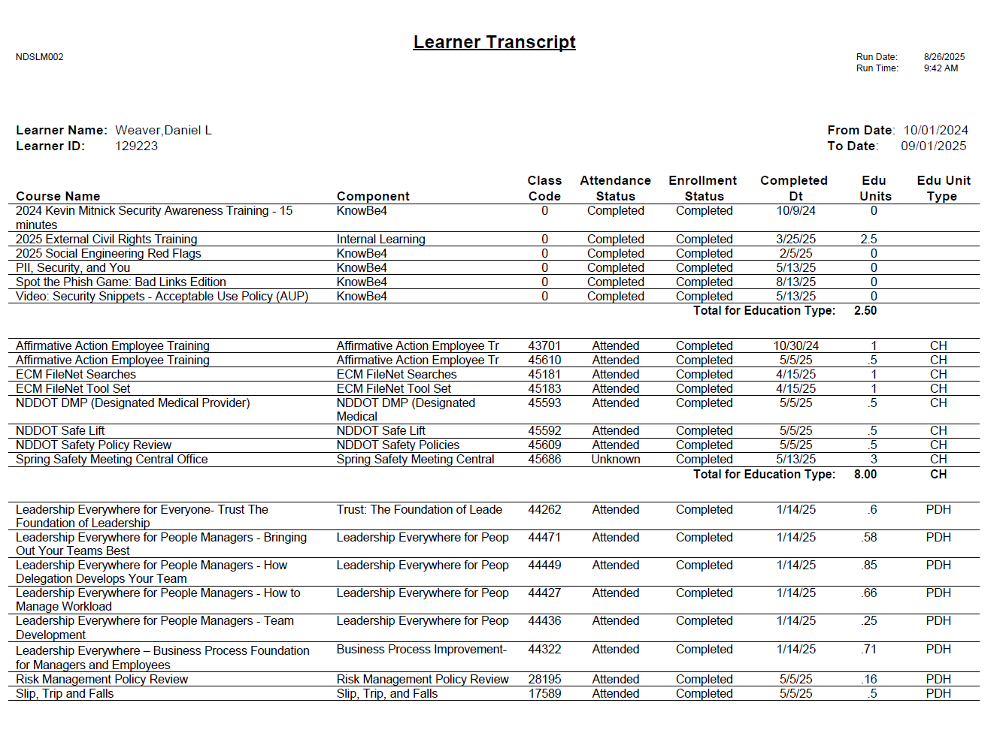 Learner Transcript
NDSLM002
Run Date: 8/26/2025
Run Time: 9:42 AM
Learner Name: Weaver,Daniel L
From Date: 10/01/2024
Learner ID: 129223
To Date: 09/01/2025
Class Attendance Enrollment Completed Edu Edu Unit
Course Name Component Code Status Status Dt Units Type
2024 Kevin Mitnick Security Awareness Training - 15 KnowBe4 0 Completed Completed 10/9/24 0
minutes
2025 External Civil Rights Training Internal Learning 0 Completed Completed 3/25/25 2.5
2025 Social Engineering Red Flags KnowBe4 0 Completed Completed 2/5/25 0
PII, Security, and You KnowBe4 0 Completed Completed 5/13/25 0
Spot the Phish Game: Bad Links Edition KnowBe4 0 Completed Completed 8/13/25 0
Video: Security Snippets - Acceptable Use Policy (AUP) KnowBe4 0 Completed Completed 5/13/25 0
Total for Education Type: 2.50
Affirmative Action Employee Training Affirmative Action Employee Tr 43701 Attended Completed 10/30/24 1 CH
Affirmative Action Employee Training Affirmative Action Employee Tr 45610 Attended Completed 5/5/25 .5 CH
ECM FileNet Searches ECM FileNet Searches 45181 Attended Completed 4/15/25 1 CH
ECM FileNet Tool Set ECM FileNet Tool Set 45183 Attended Completed 4/15/25 1 CH
NDDOT DMP (Designated Medical Provider) NDDOT DMP (Designated 45593 Attended Completed 5/5/25 .5 CH
Medical
NDDOT Safe Lift NDDOT Safe Lift 45592 Attended Completed 5/5/25 .5 CH
NDDOT Safety Policy Review NDDOT Safety Policies 45609 Attended Completed 5/5/25 .5 CH
Spring Safety Meeting Central Office Spring Safety Meeting Central 45686 Unknown Completed 5/13/25 3 CH
Total for Education Type: 8.00 CH
Leadership Everywhere for Everyone- Trust The Trust: The Foundation of Leade 44262 Attended Completed 1/14/25 .6 PDH
Foundation of Leadership
Leadership Everywhere for People Managers - Bringing Leadership Everywhere for Peop 44471 Attended Completed 1/14/25 .58 PDH
Out Your Teams Best
Leadership Everywhere for People Managers - How Leadership Everywhere for Peop 44449 Attended Completed 1/14/25 .85 PDH
Delegation Develops Your Team
Leadership Everywhere for People Managers - How to Leadership Everywhere for Peop 44427 Attended Completed 1/14/25 .66 PDH
Manage Workload
Leadership Everywhere for People Managers - Team Leadership Everywhere for Peop 44436 Attended Completed 1/14/25 .25 PDH
Development
Leadership Everywhere – Business Process Foundation Business Process Improvement- 44322 Attended Completed 1/14/25 .71 PDH
for Managers and Employees
Risk Management Policy Review Risk Management Policy Review 28195 Attended Completed 5/5/25 .16 PDH
Slip, Trip and Falls Slip, Trip, and Falls 17589 Attended Completed 5/5/25 .5 PDH